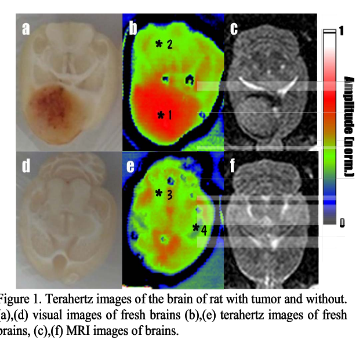 a b c 1
* 2
* 1
Amplitude (norm.)
d e f
* 3
* 4
0
Figure 1. Terahertz images of the brain of rat with tumor and without.
(a),(d) visual images of fresh brains (b),(e) terahertz images of fresh
brains, (c),(f) MRI images of brains.